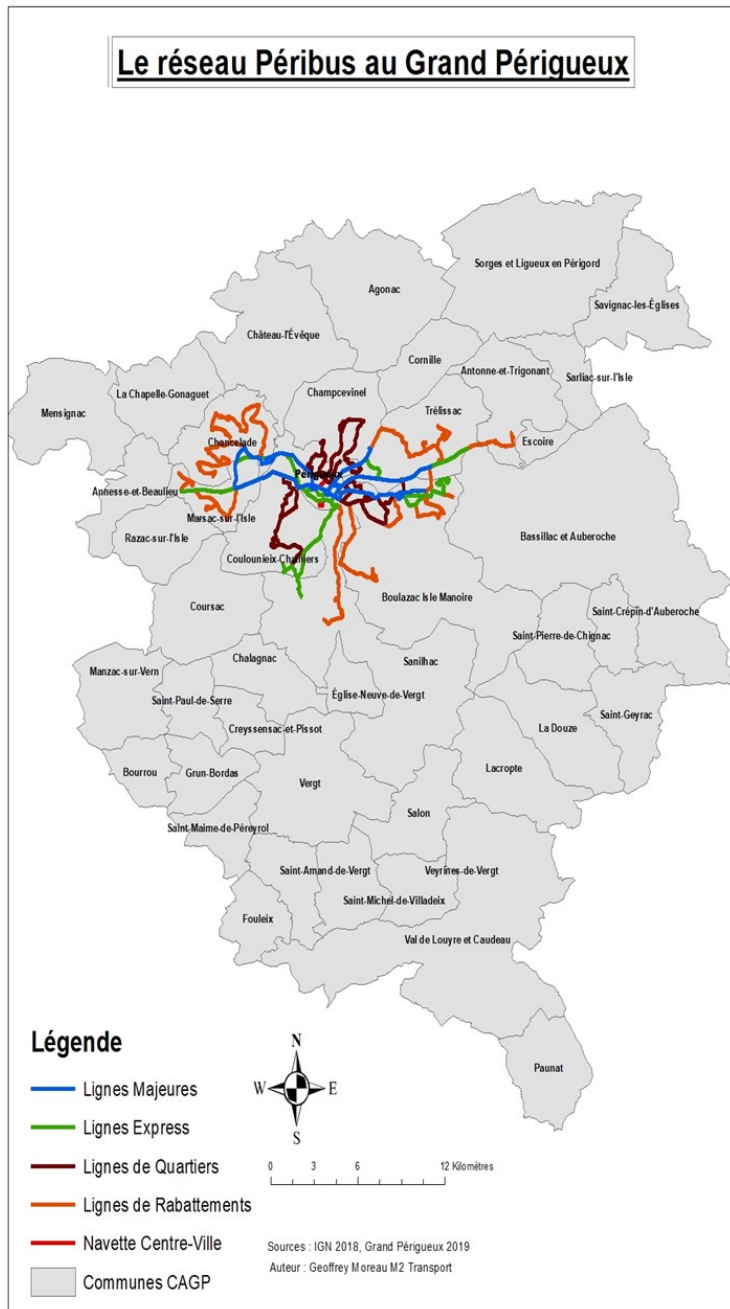 Le réseau Péribus au Grand Périgueux
Sorges et Ligueux en Périgord
Agonac
Savignac-les-Églises
Château-l'Évêque
Cornille
Antonne-et-Trigonant
Sarliac-sur-l'Isle
La Chapelle-Gonaguet
Champcevinel
Mensignac
Trélissac
Chancelade
Escoire
Périgueux
Annesse-et-Beaulieu
Marsac-sur-l'Isle
Razac-sur-l'Isle
Bassillac et Auberoche
Coulounieix-Chamiers
Boulazac Isle Manoire
Coursac
Saint-Crépin-d'Auberoche
Saint-Pierre-de-Chignac
Chalagnac
Sanilhac
Manzac-sur-Vern
Saint-Paul-de-Serre
Église-Neuve-de-Vergt
Saint-Geyrac
Creyssensac-et-Pissot
La Douze
Bourrou
Grun-Bordas
Lacropte
Vergt
Salon
Saint-Maime-de-Péreyrol
Saint-Amand-de-Vergt
Veyrines-de-Vergt
Saint-Michel-de-Villadeix
Fouleix
Val de Louyre et Caudeau
Paunat
Légende
Lignes Majeures
Lignes Express
Lignes de Quartiers
Lignes de Rabattements
Navette Centre-Ville
Communes CAGP
N
W E
S
0 3 6 12 Kilomètres
Sources : IGN 2018, Grand Périgueux 2019
Auteur : Geoffrey Moreau M2 Transport